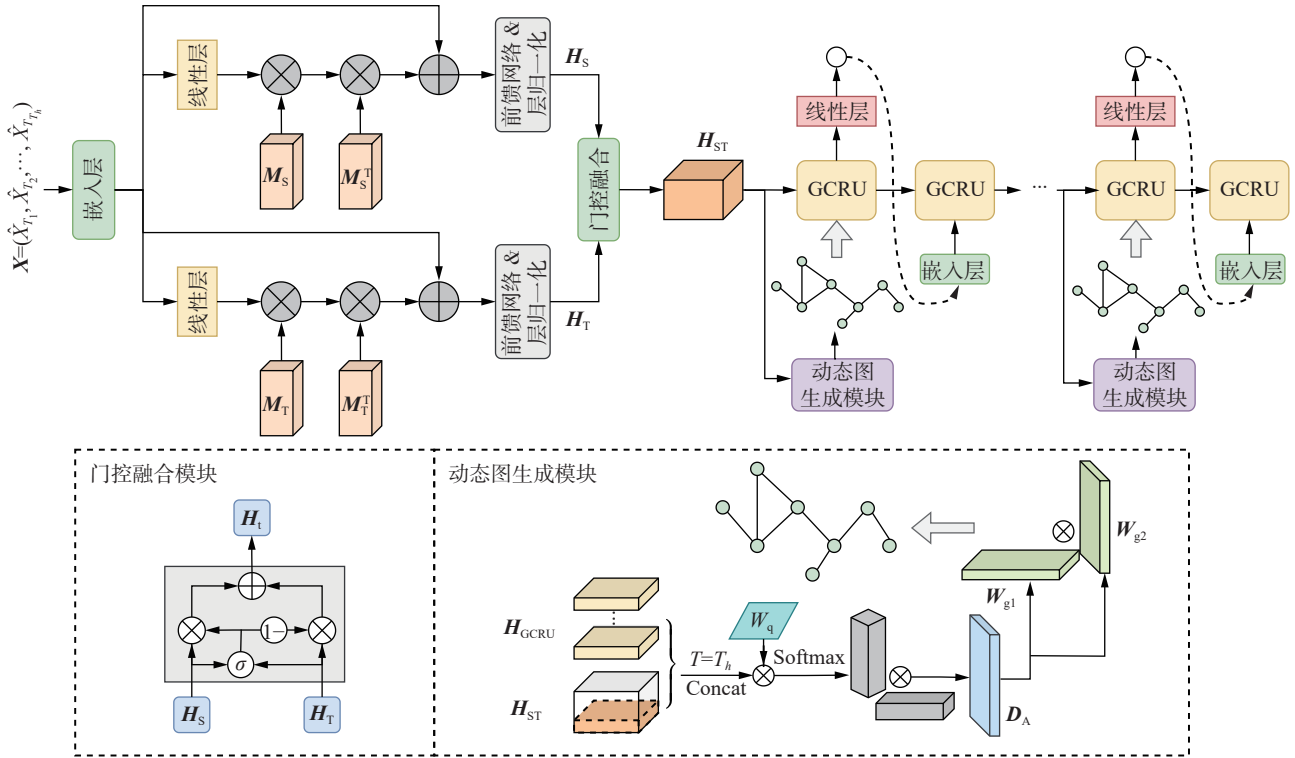 X=(X̂_{T_1}, X̂_{T_2}, ⋯, X̂_{T_{T_h}})
嵌入层
线性层
M_S
M_S^T
前馈网络 &
层归一化
H_S
线性层
M_T
M_T^T
前馈网络 &
层归一化
H_T
门控融合
H_ST
线性层
GCRU
GCRU
嵌入层
动态图
生成模块
...
线性层
GCRU
GCRU
嵌入层
动态图
生成模块
门控融合模块
H_t
1−
σ
H_S
H_T
动态图生成模块
H_GCRU
H_ST
T=T_h
Concat
W_q
Softmax
D_A
W_g1
W_g2